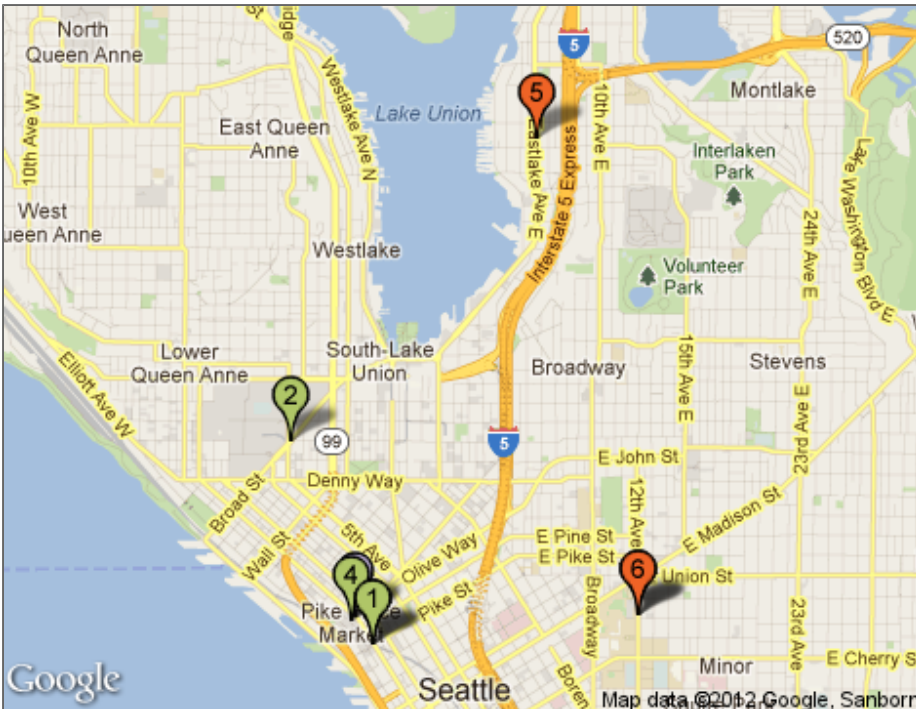 North
Queen Anne
10th Ave W
West
ueen Anne
East Queen
Anne
ridge
Westlake Ave N
Lake Union
5
Eastlake Ave E
Interstate 5 Express
5
10th Ave E
520
Montlake
Interlaken
Park
Lake Washington Blvd E
24th Ave E
Westlake
Volunteer
Park
Elliott Ave W
Lower
Queen Anne
South-Lake
Union
Broadway
15th Ave E
Stevens
23rd Ave E
2
99
5
Broad St
Denny Way
E John St
12th Ave
E Madison St
Wall St
5th Ave
Olive Way
E Pine St
E Pike St
4
1
Pike St
6
Union St
Pike
Market
Broadway
23rd Ave
Boren
Minor
E Cherry S
Google
Seattle
Map data ©2012 Google, Sanborn